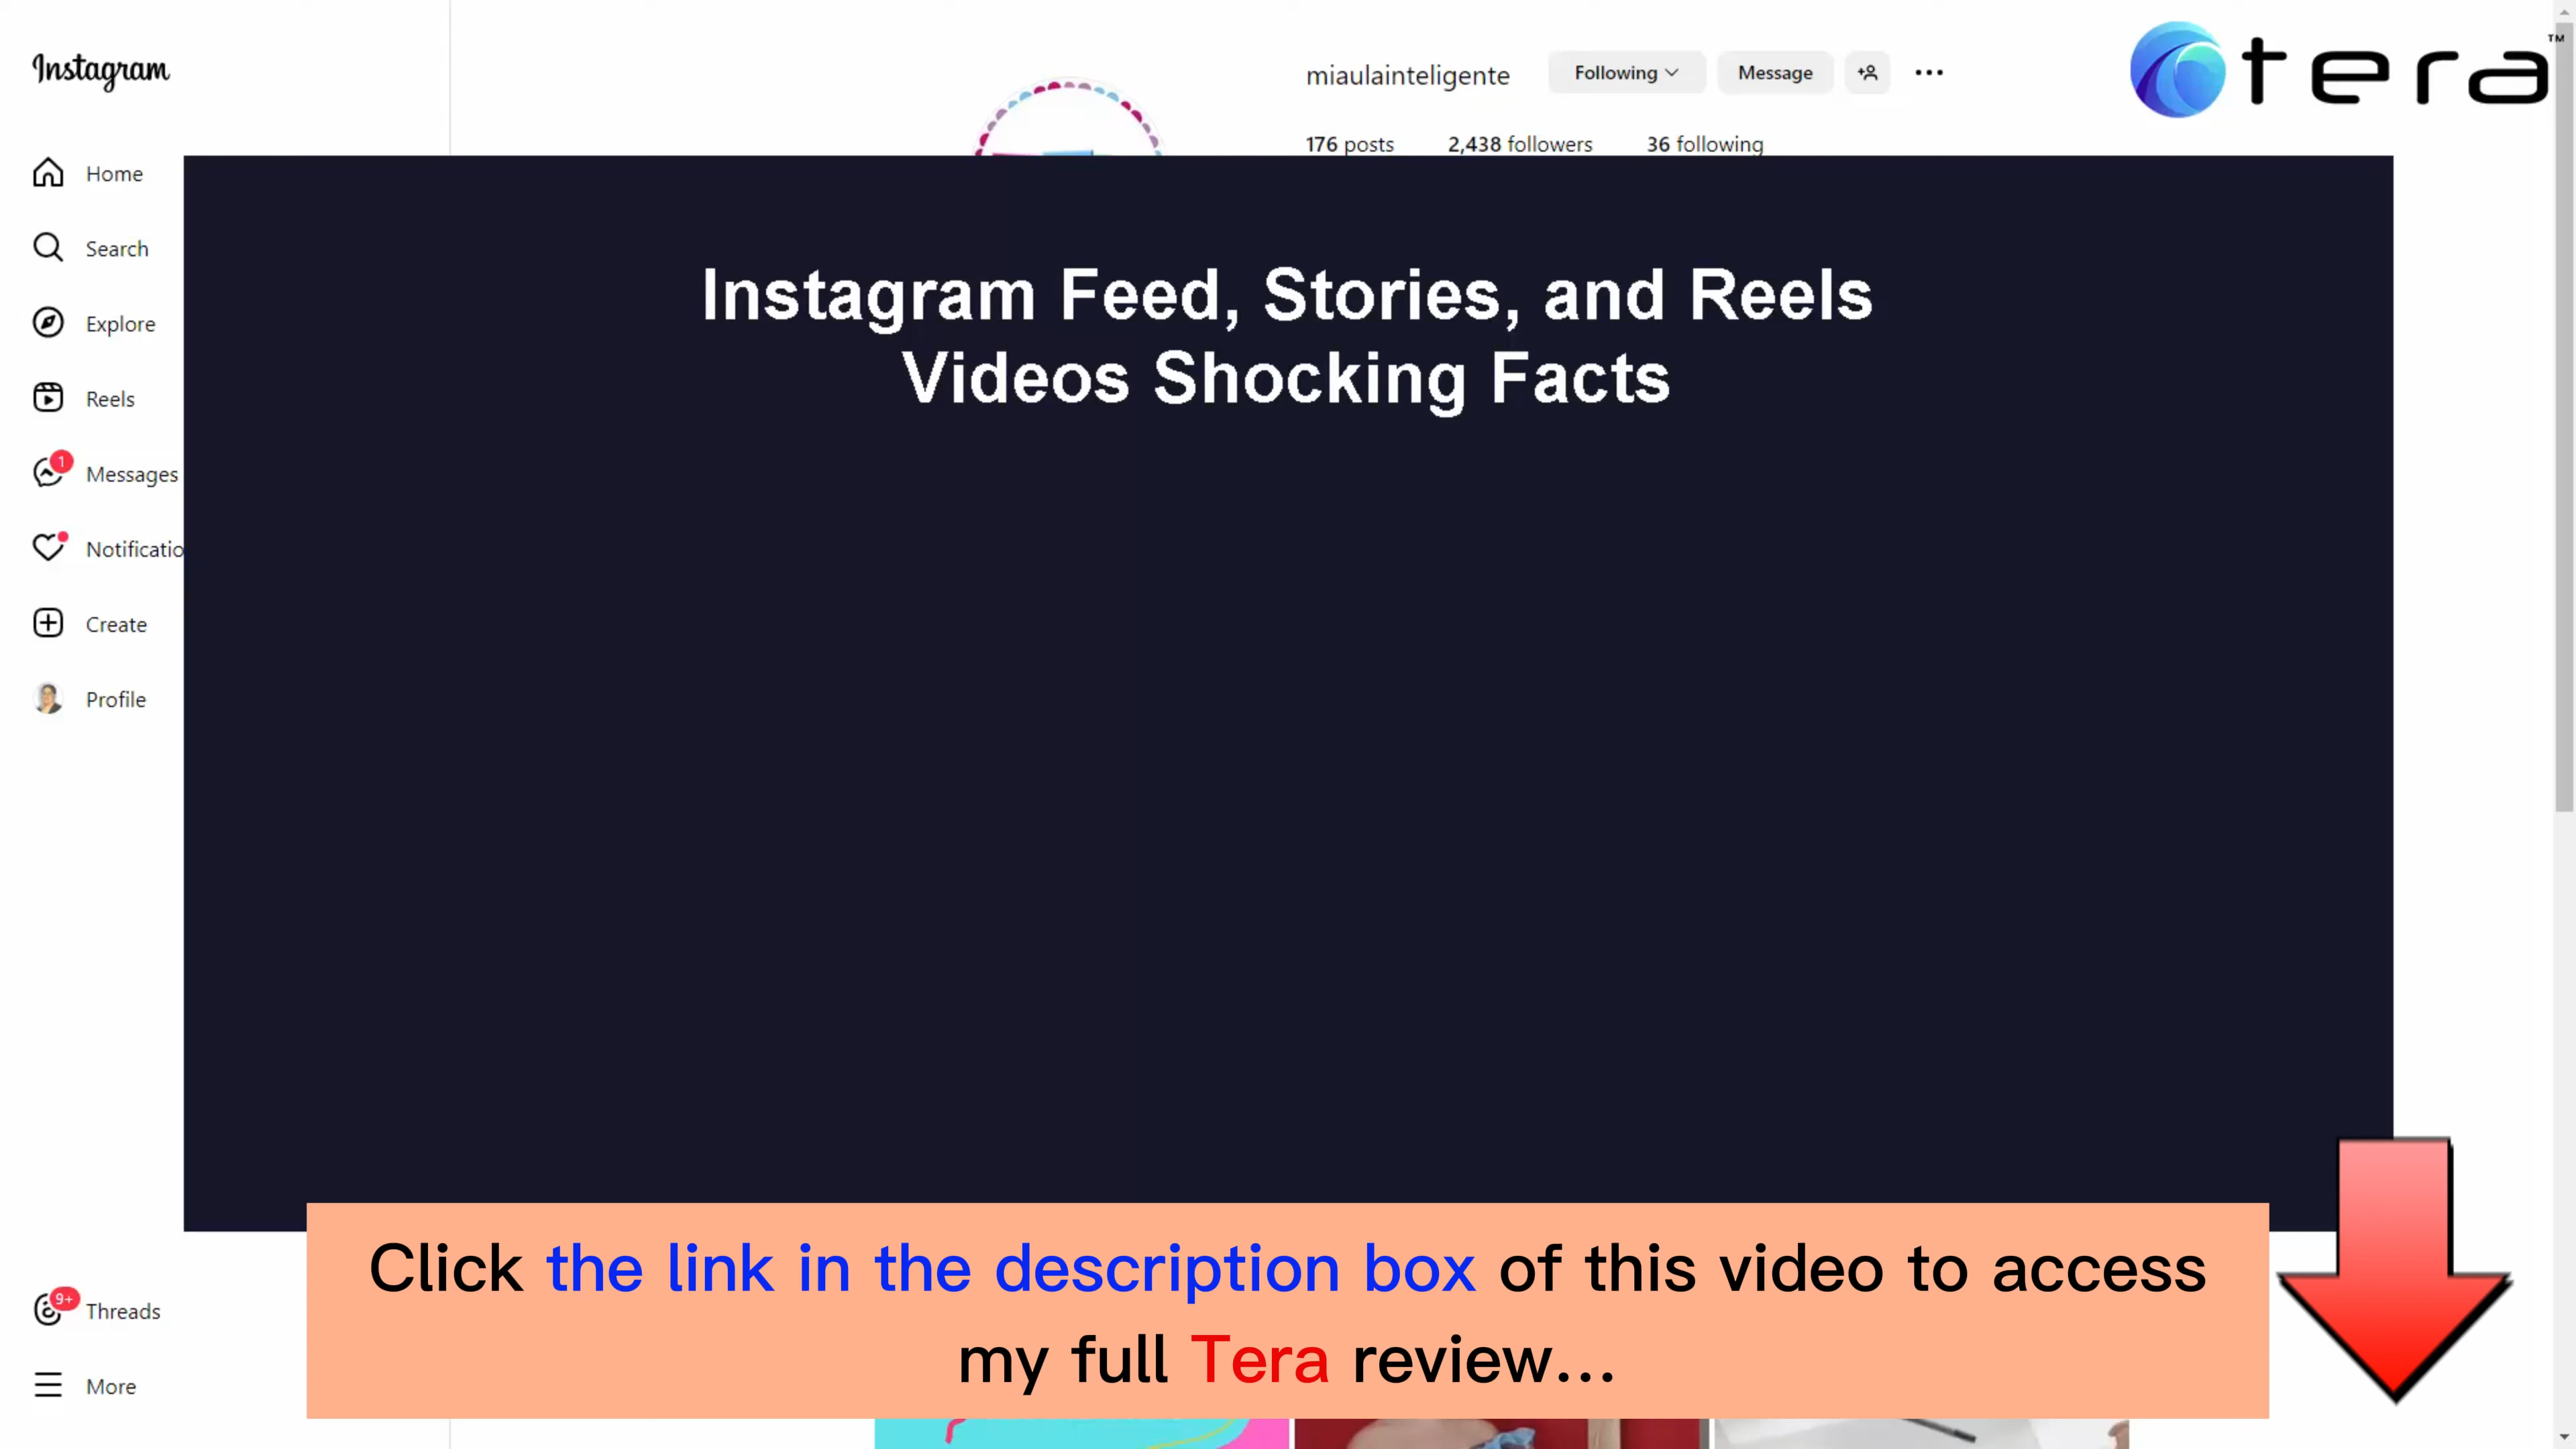 Instagram
miaulainteligente Following Message
tera™
176 posts 2,438 followers 36 following
Home
Search
Explore
Reels
1
Messages
Notificatio
Create
Profile
Instagram Feed, Stories, and Reels
Videos Shocking Facts
9+
Threads
More
Click the link in the description box of this video to access
my full Tera review...